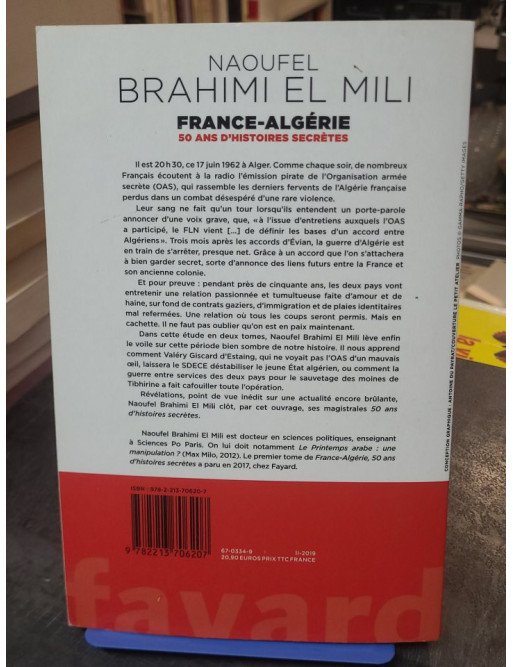 NAOUFEL
BRAHIMI EL MILI
FRANCE-ALGÉRIE
50 ANS D'HISTOIRES SECRÈTES
Il est 20h30, ce 17 juin 1962 à Alger. Comme chaque soir, de nombreux
Français écoutent à la radio l'émission pirate de l'Organisation armée
secrète (OAS), qui rassemble les derniers fervents de l'Algérie française
perdus dans un combat désespéré d'une rare violence.
Leur sang ne fait qu'un tour lorsqu'ils entendent un porte-parole
annoncer d'une voix grave, que, « à l'issue d'entretiens auxquels l'OAS
a participé, le FLN vient [...] de définir les bases d'un accord entre
Algériens ». Trois mois après les accords d'Évian, la guerre d'Algérie est
en train de s'arrêter, presque net. Grâce à un accord que l'on s'attachera
à bien garder secret, sorte d'annonce des liens futurs entre la France et
son ancienne colonie.
Et pour preuve : pendant près de cinquante ans, les deux pays vont
entretenir une relation passionnée et tumultueuse faite d'amour et de
haine, sur fond de contrats gaziers, d'immigration et de plaies identitaires
mal refermées. Une relation où tous les coups seront permis. Mais en
cachette. Il ne faut pas oublier qu'on est en paix maintenant.
Dans cette étude en deux tomes, Naoufel Brahimi El Mili lève enfin
le voile sur cette période bien sombre de notre histoire. Il nous apprend
comment Valéry Giscard d'Estaing, qui ne voyait pas l'OAS d'un mauvais
œil, laissera le SDECE déstabiliser le jeune État algérien, ou comment la
guerre entre services des deux pays pour le sauvetage des moines de
Tibhirine a fait cafouiller toute l'opération.
Révélations, point de vue inédit sur une actualité encore brûlante,
Naoufel Brahimi El Mili clôt, par cet ouvrage, ses magistrales 50 ans
d'histoires secrètes.
Naoufel Brahimi El Mili est docteur en sciences politiques, enseignant
à Sciences Po Paris. On lui doit notamment Le Printemps arabe : une
manipulation ? (Max Milo, 2012). Le premier tome de France-Algérie, 50 ans
d'histoires secrètes a paru en 2017, chez Fayard.
CONCEPTION GRAPHIQUE : ANTOINE DU PAYRAT/COUVERTURE LE PETIT ATELIER PHOTOS © GAMMA-RAPHO/GETTY IMAGES
ISBN : 978-2-213-70620-7
9 782213 706207
67-0334-9
II-2019
20,90 EUROS PRIX TTC FRANCE
fayard